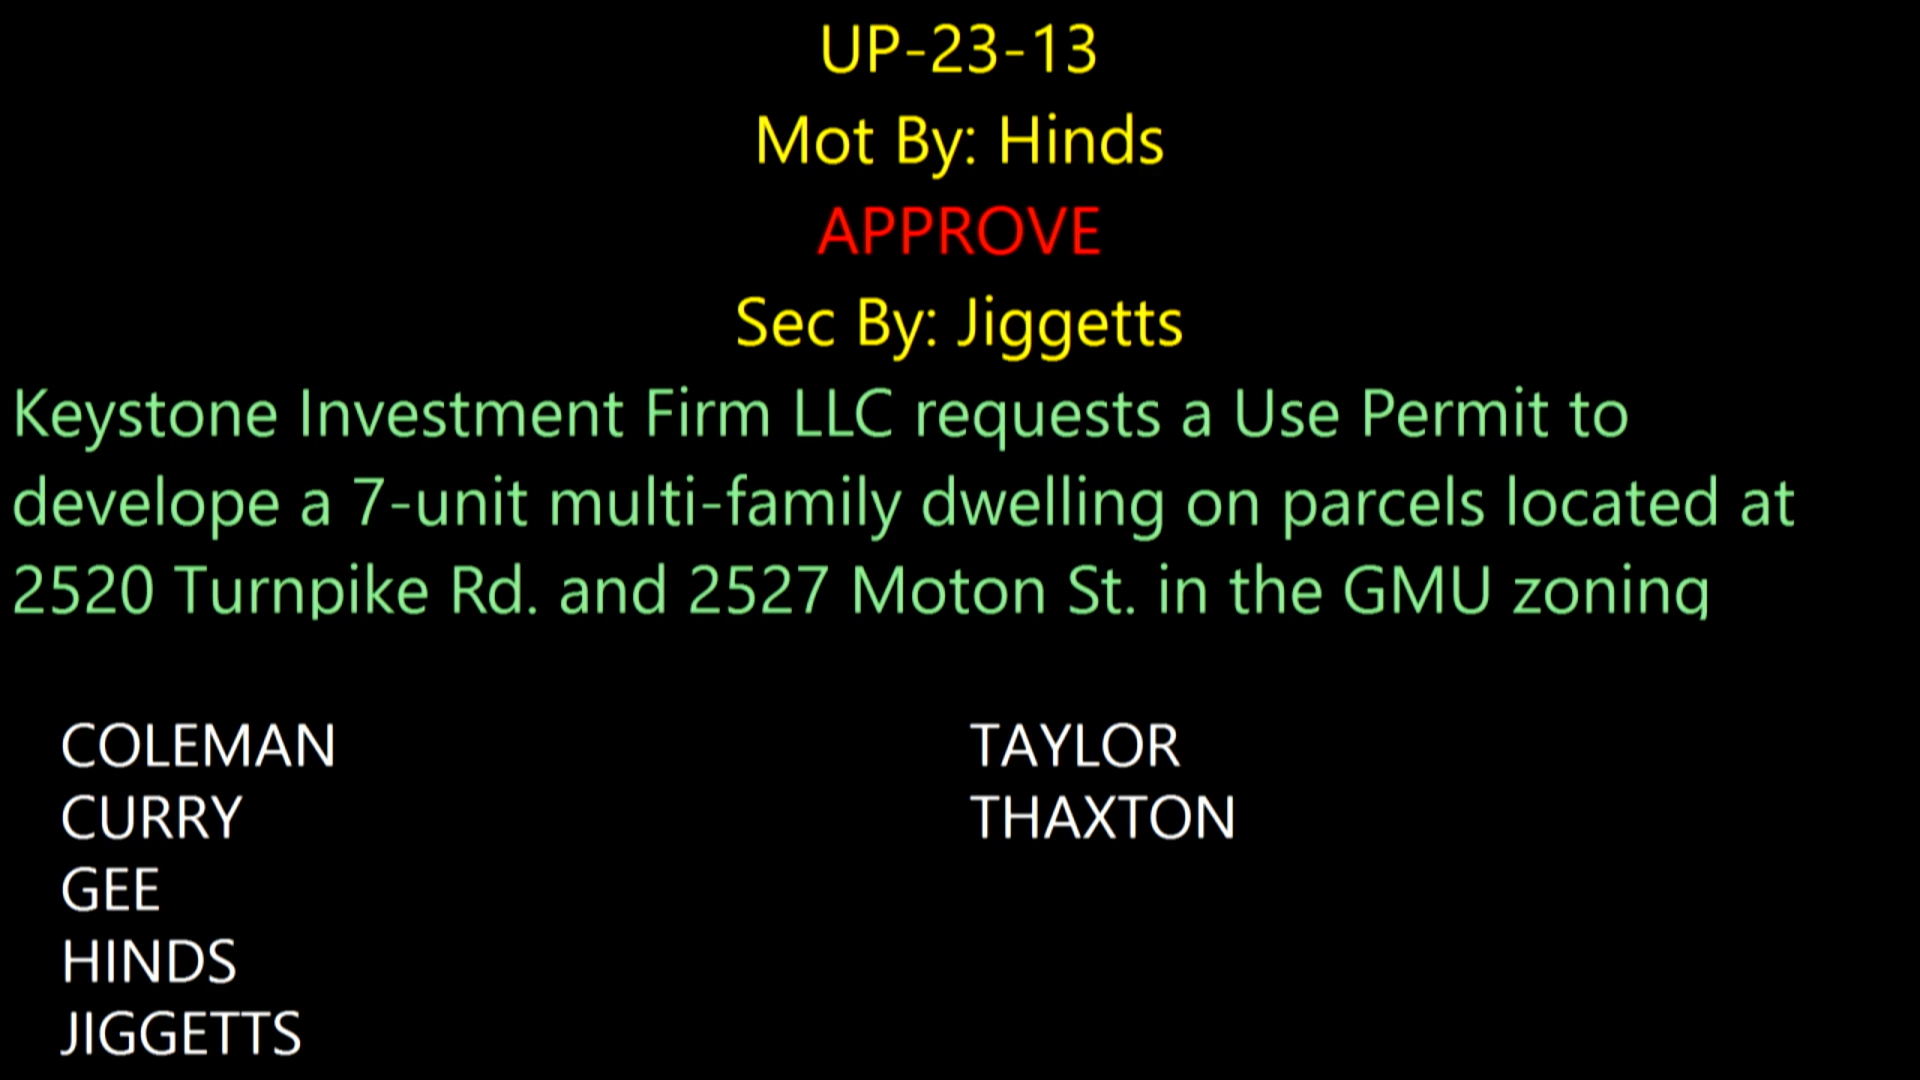 UP-23-13
Mot By: Hinds
APPROVE
Sec By: Jiggetts
Keystone Investment Firm LLC requests a Use Permit to
develope a 7-unit multi-family dwelling on parcels located at
2520 Turnpike Rd. and 2527 Moton St. in the GMU zoning
COLEMAN
CURRY
GEE
HINDS
JIGGETTS
TAYLOR
THAXTON